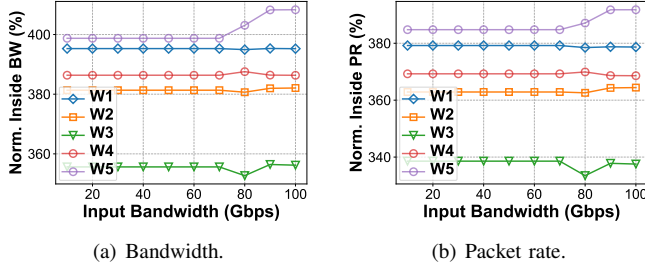 Norm. Inside BW (%)
400
380
360
W1
W2
W3
W4
W5
20 40 60 80 100
Input Bandwidth (Gbps)
(a) Bandwidth.
Norm. Inside PR (%)
380
360
340
W1
W2
W3
W4
W5
20 40 60 80 100
Input Bandwidth (Gbps)
(b) Packet rate.